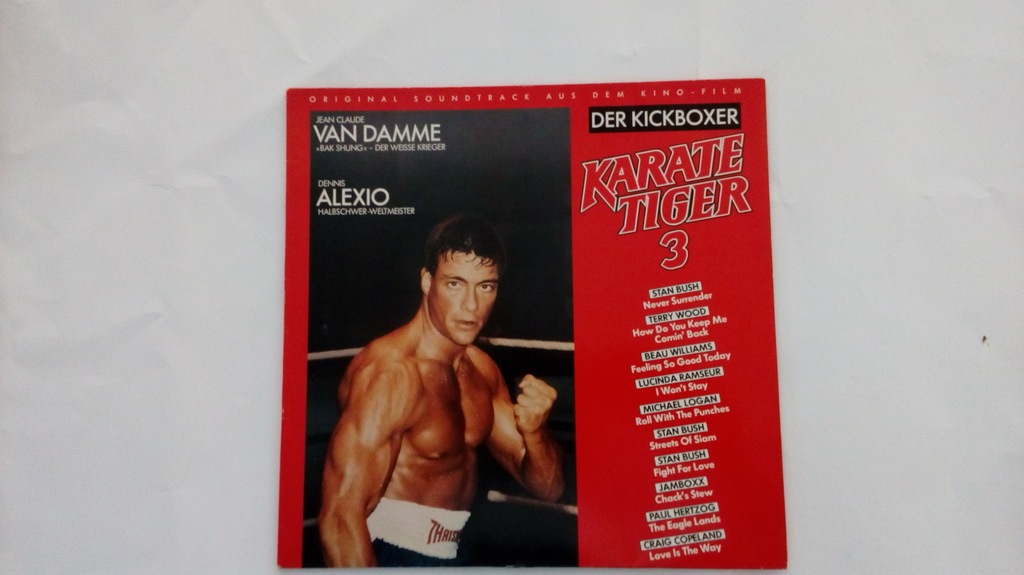 ORIGINAL SOUNDTRACK AUS DEM KINO-FILM
JEAN CLAUDE
VAN DAMME
»BAK SHUNG« – DER WEISSE KRIEGER
DENNIS
ALEXIO
HALBSCHWER-WELTMEISTER
DER KICKBOXER
KARATE
TIGER
3
STAN BUSH
Never Surrender
TERRY WOOD
How Do You Keep Me
Comin' Back
BEAU WILLIAMS
Feeling So Good Today
LUCINDA RAMSEUR
I Won't Stay
MICHAEL LOGAN
Roll With The Punches
STAN BUSH
Streets Of Siam
STAN BUSH
Fight For Love
JAMBOXX
Chack's Stew
PAUL HERTZOG
The Eagle Lands
CRAIG COPELAND
Love Is The Way